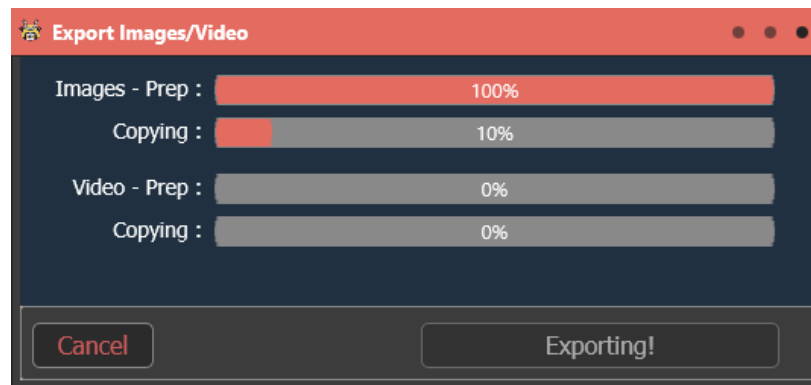 Export Images/Video
Images - Prep : 100%
Copying : 10%
Video - Prep : 0%
Copying : 0%
Cancel Exporting!